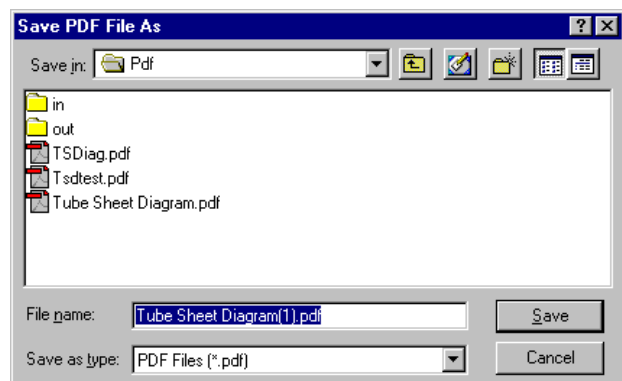 Save PDF File As
Save in: Pdf
in
out
TSDiag.pdf
Tsdtest.pdf
Tube Sheet Diagram.pdf
File name: Tube Sheet Diagram(1).pdf Save
Save as type: PDF Files (*.pdf) Cancel